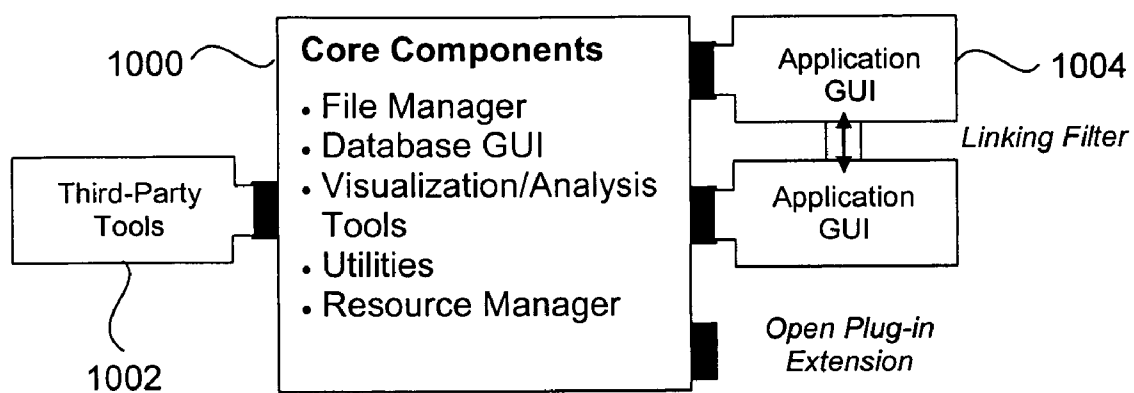 1000
Core Components
• File Manager
• Database GUI
• Visualization/Analysis
Tools
• Utilities
• Resource Manager
Third-Party
Tools
1002
Application
GUI
1004
Linking Filter
Application
GUI
Open Plug-in
Extension